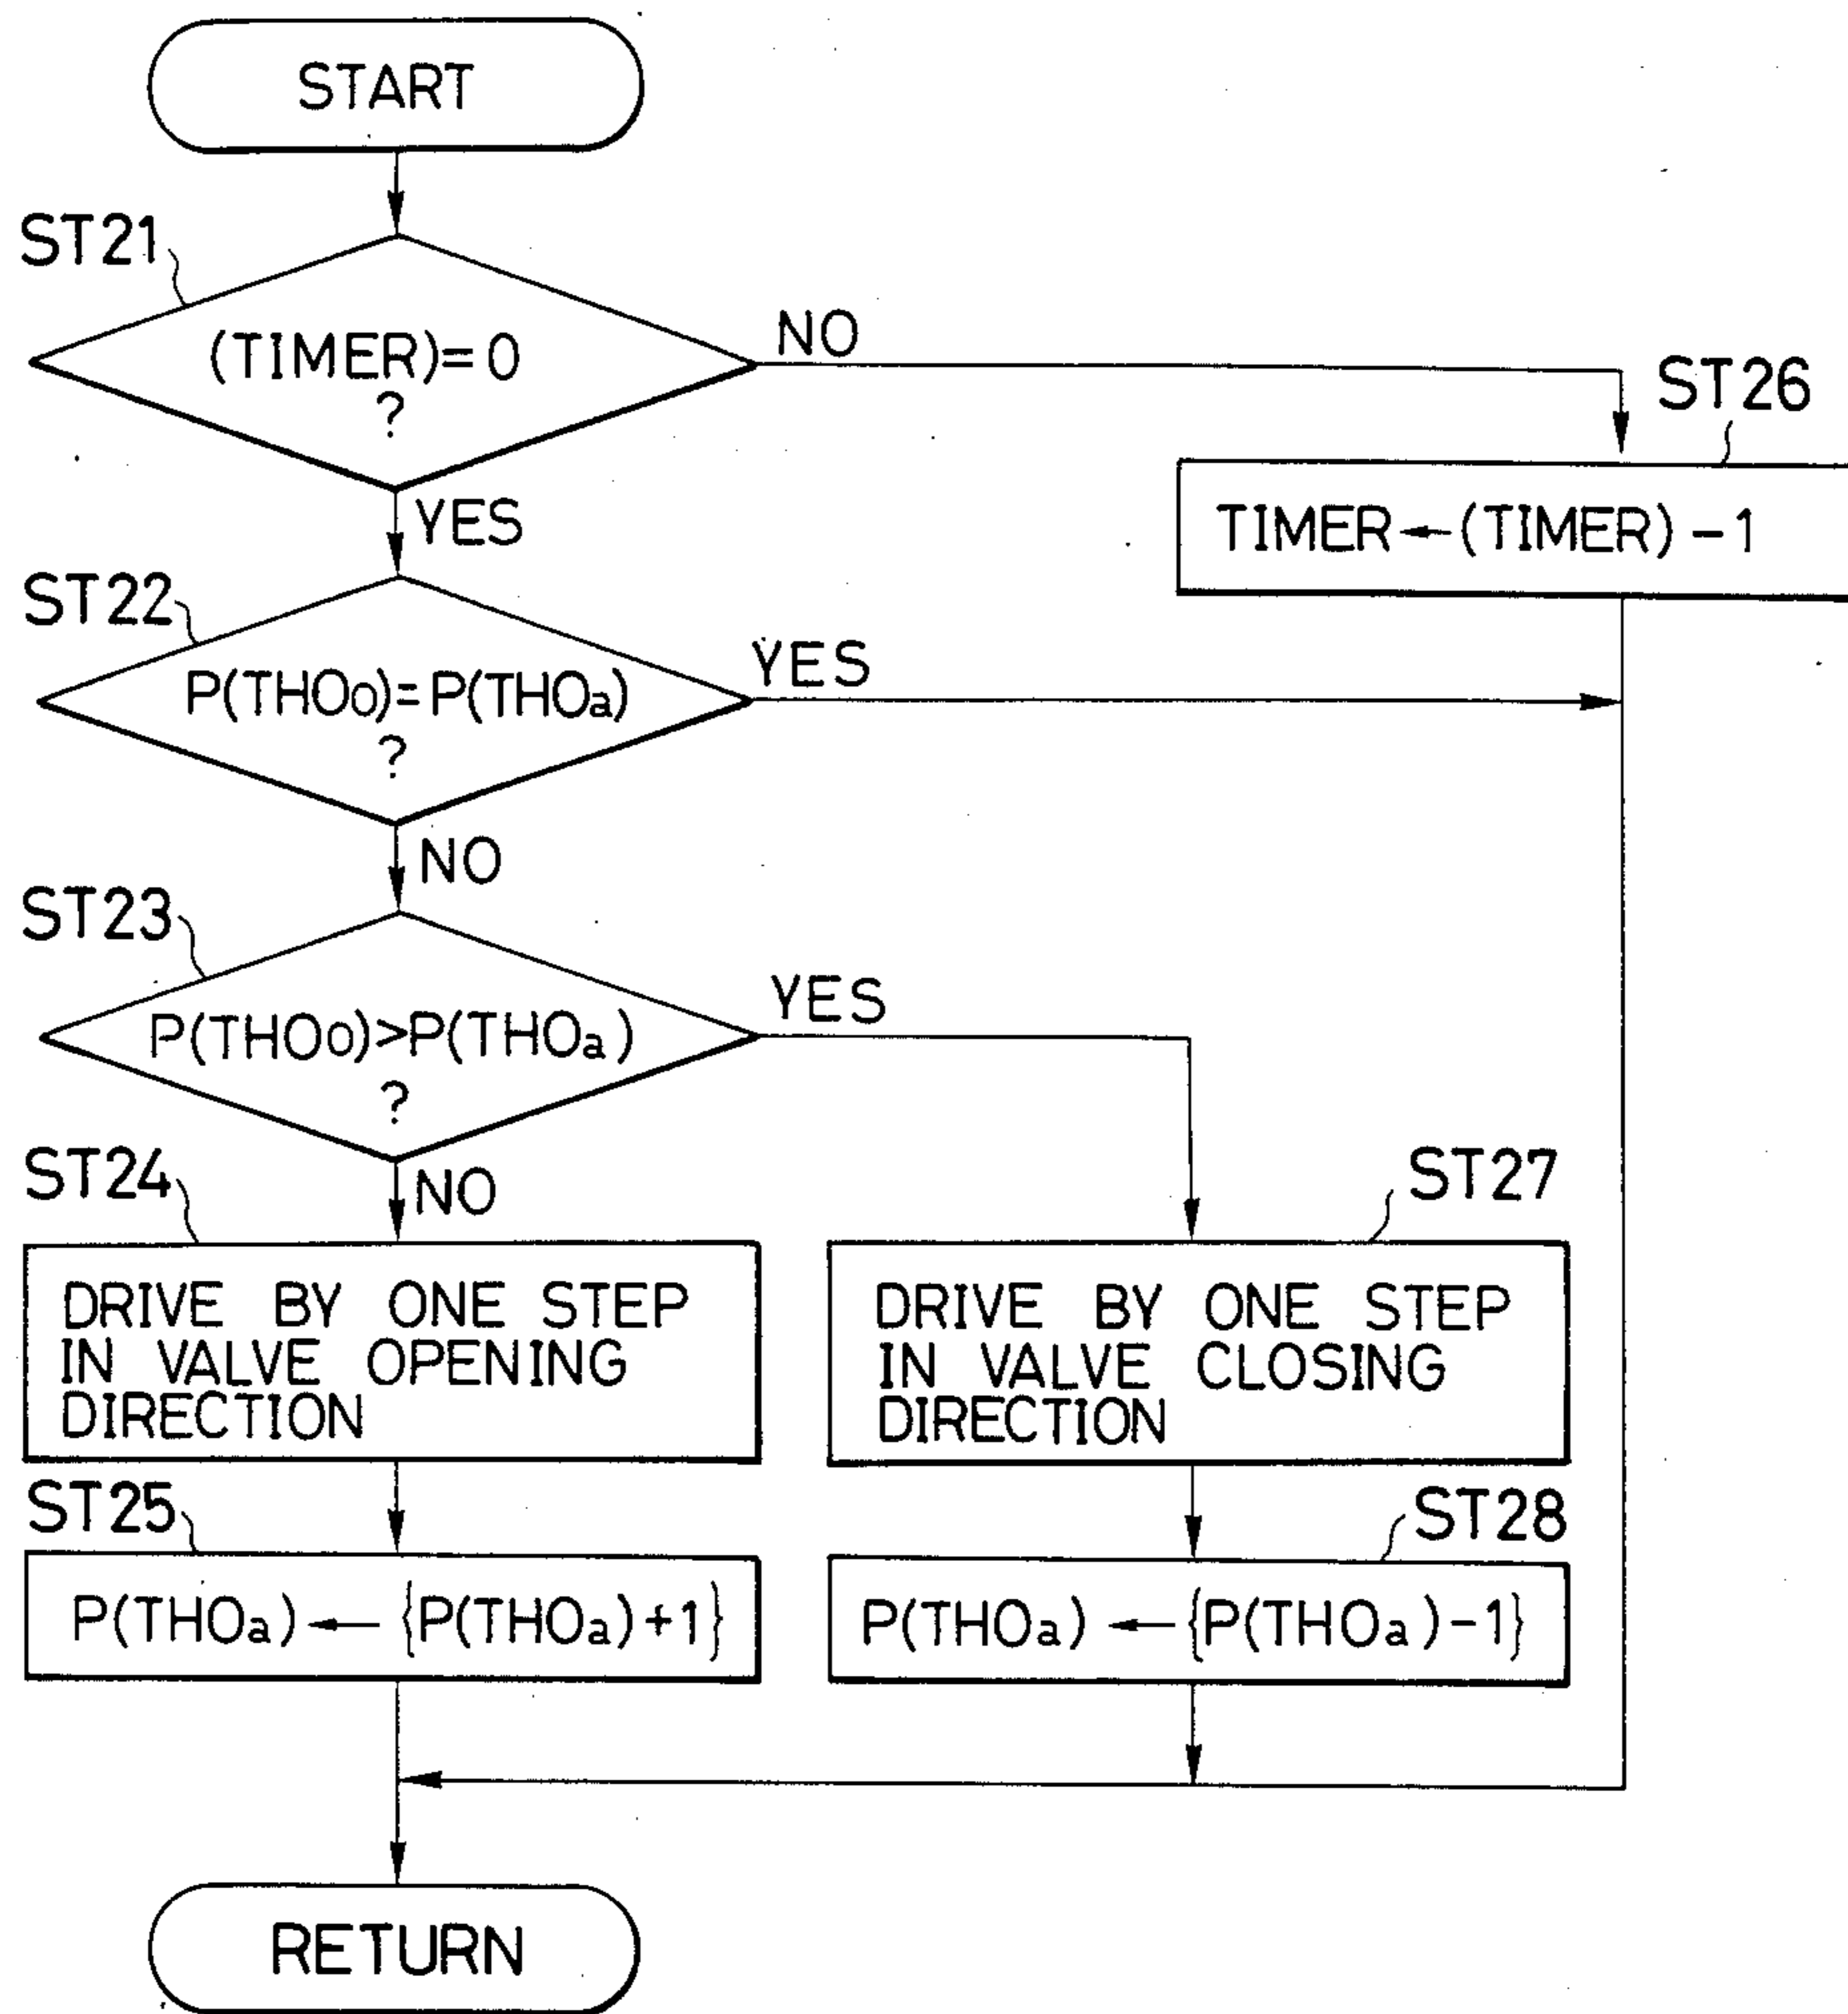 START
ST21
(TIMER)=0
?
NO
YES
ST26
TIMER←(TIMER)-1
ST22
P(THOo)=P(THOa)
?
YES
NO
ST23
P(THOo)>P(THOa)
?
YES
NO
ST24
DRIVE BY ONE STEP
IN VALVE OPENING
DIRECTION
ST27
DRIVE BY ONE STEP
IN VALVE CLOSING
DIRECTION
ST25
P(THOa)←{P(THOa)+1}
ST28
P(THOa)←{P(THOa)-1}
RETURN